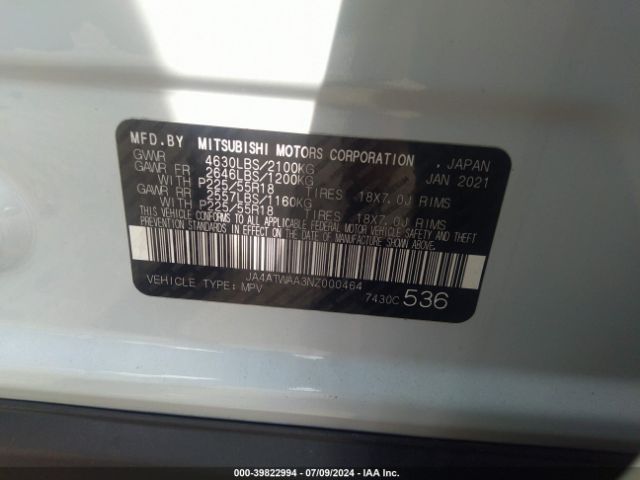 MFD.BY MITSUBISHI MOTORS CORPORATION , JAPAN
GVWR 4630LBS/2100KG JAN 2021
GAWR FR 2646LBS/1200KG
WITH P225/55R18 TIRES 18X7.0J RIMS
GAWR RR 2557LBS/1160KG
WITH P225/55R18 TIRES 18X7.0J RIMS
THIS VEHICLE CONFORMS TO ALL APPLICABLE FEDERAL MOTOR VEHICLE SAFETY, BUMPER AND THEFT
PREVENTION STANDARDS IN EFFECT ON THE DATE OF MANUFACTURE SHOWN ABOVE.
JA4ATWAA3NZ000464
VEHICLE TYPE: MPV 7430C 536
000-39822994 / 07/09/2024 / IAA Inc.